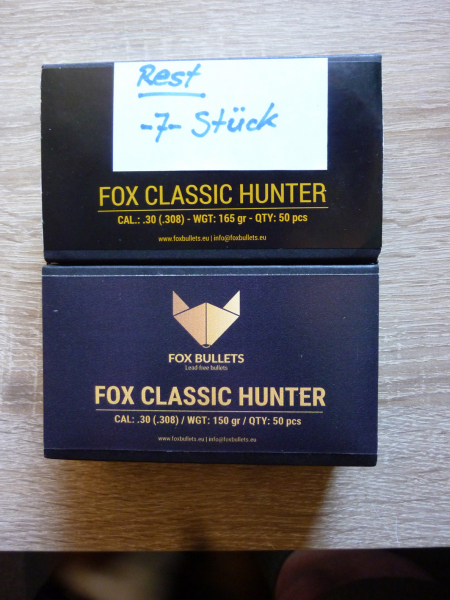 Rest
-7- Stück
FOX CLASSIC HUNTER
CAL.: .30 (.308) - WGT: 165 gr - QTY: 50 pcs
www.foxbullets.eu | info@foxbullets.eu
FOX BULLETS
Lead free bullets
FOX CLASSIC HUNTER
CAL: .30 (.308) / WGT: 150 gr / QTY: 50 pcs
www.foxbullets.eu | info@foxbullets.eu